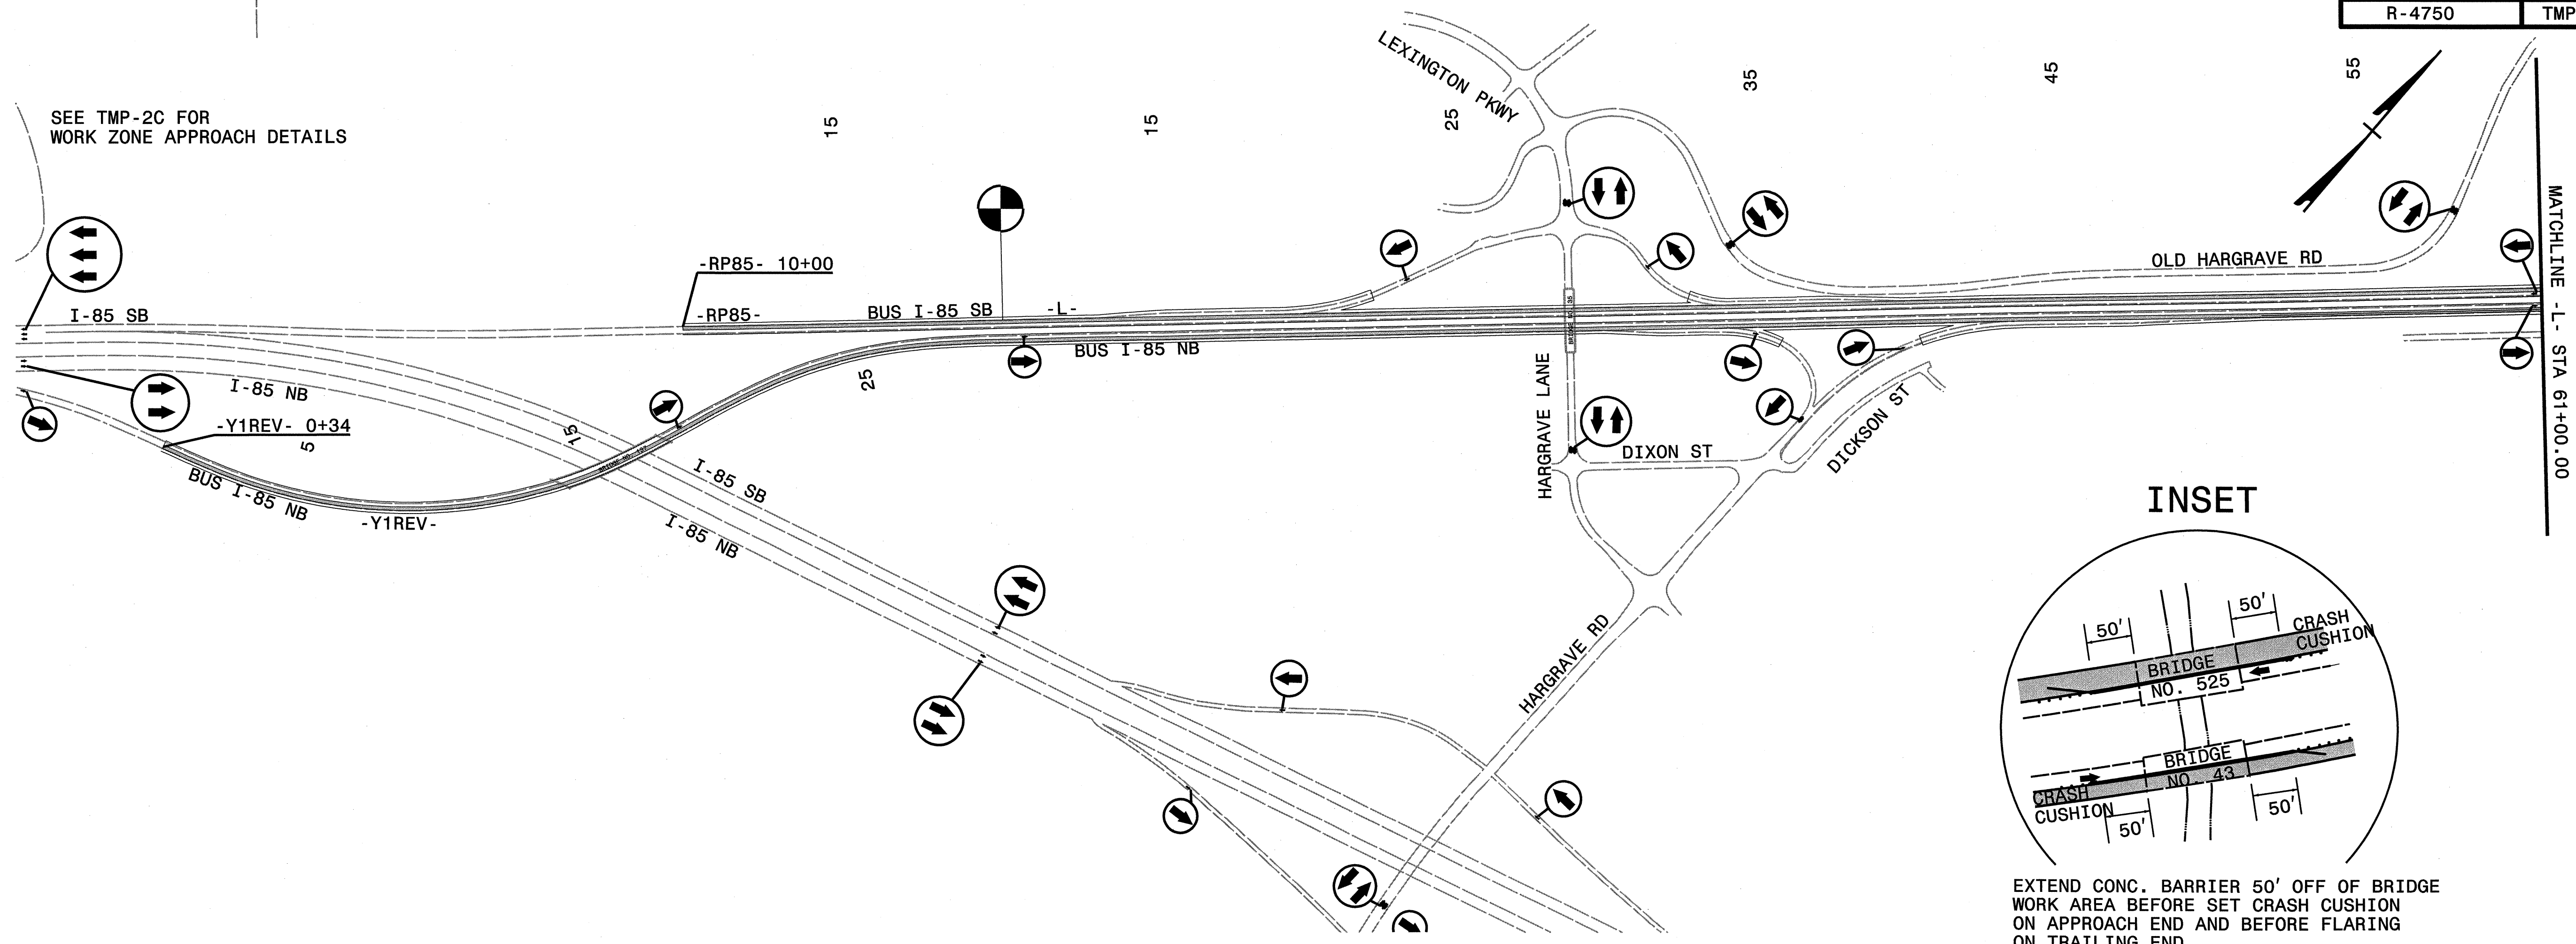 R-4750
TMP
SEE TMP-2C FOR
WORK ZONE APPROACH DETAILS
15
15
25
35
45
55
LEXINGTON PKWY
-RP85- 10+00
-RP85-
BUS I-85 SB
-L-
BUS I-85 NB
OLD HARGRAVE RD
MATCHLINE -L- STA 61+00.00
I-85 SB
I-85 NB
-Y1REV- 0+34
5
15
25
BUS I-85 NB
-Y1REV-
I-85 SB
I-85 NB
HARGRAVE LANE
DIXON ST
DICKSON ST
HARGRAVE RD
INSET
50'
50'
CRASH
CUSHION
BRIDGE
NO. 525
BRIDGE
NO. 43
CRASH
CUSHION
50'
50'
EXTEND CONC. BARRIER 50' OFF OF BRIDGE
WORK AREA BEFORE SET CRASH CUSHION
ON APPROACH END AND BEFORE FLARING
ON TRAILING END